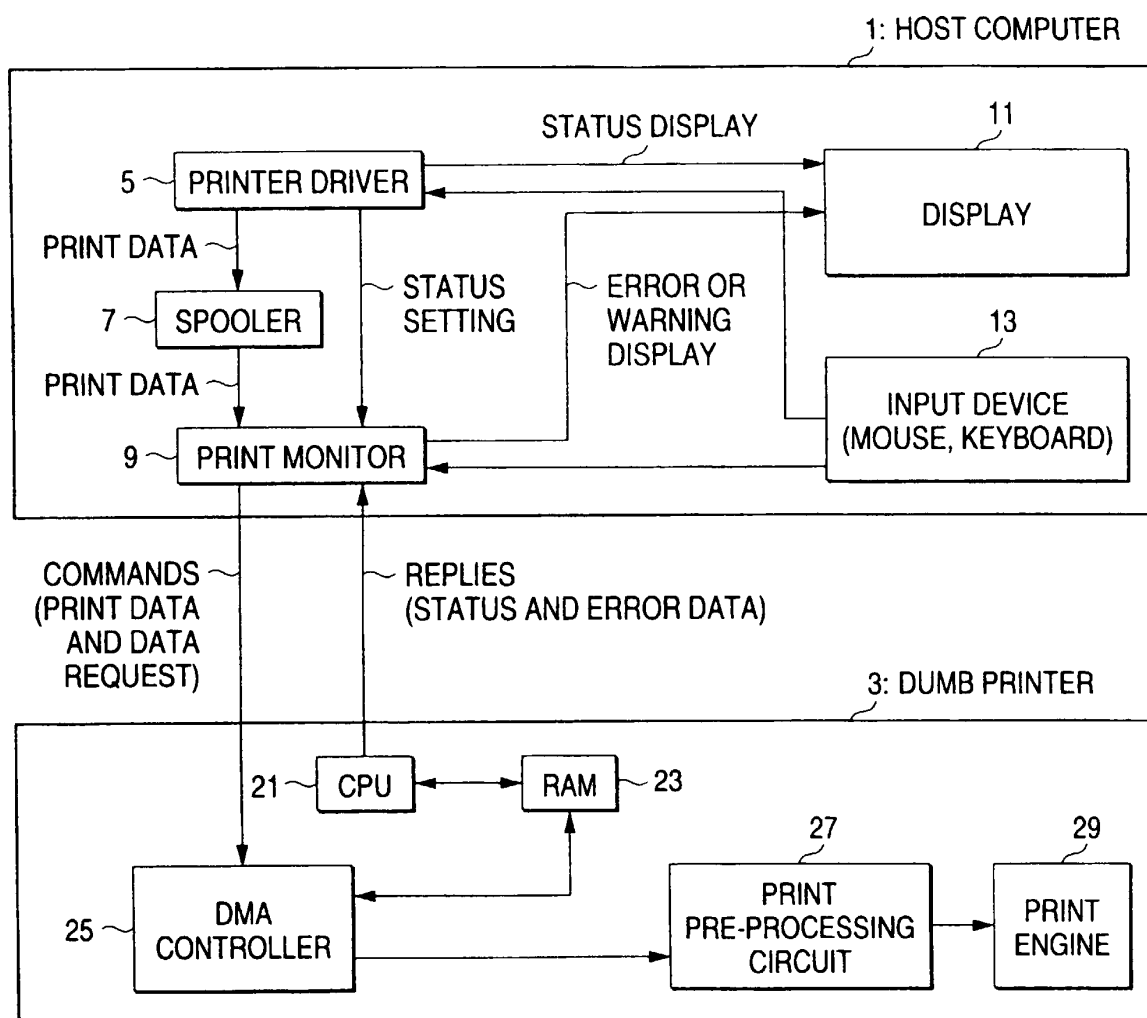 1: HOST COMPUTER
STATUS DISPLAY
11
5
PRINTER DRIVER
DISPLAY
PRINT DATA
STATUS
SETTING
ERROR OR
WARNING
DISPLAY
7
SPOOLER
13
PRINT DATA
INPUT DEVICE
(MOUSE, KEYBOARD)
9
PRINT MONITOR
COMMANDS
(PRINT DATA
AND DATA
REQUEST)
REPLIES
(STATUS AND ERROR DATA)
3: DUMB PRINTER
21
CPU
RAM
23
27
29
25
DMA
CONTROLLER
PRINT
PRE-PROCESSING
CIRCUIT
PRINT
ENGINE